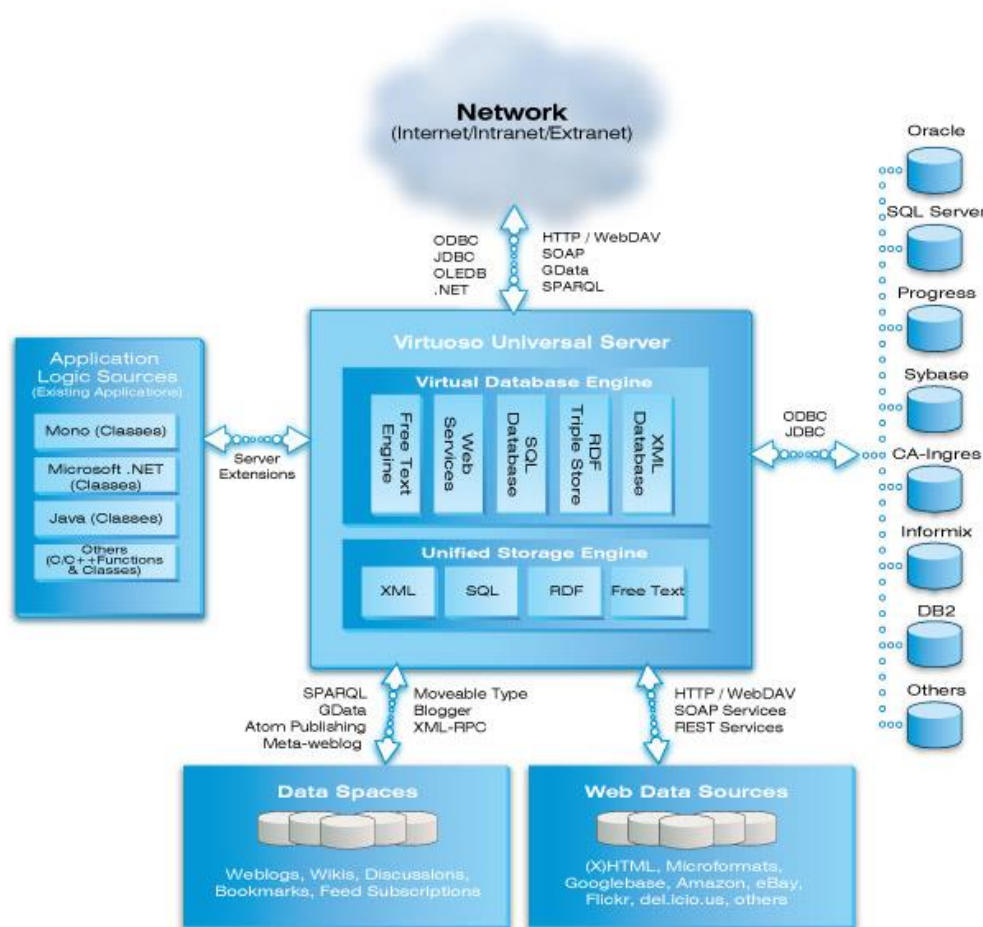 Network
(Internet/Intranet/Extranet)
ODBC
JDBC
OLEDB
.NET
HTTP / WebDAV
SOAP
GData
SPARQL
Application
Logic Sources
(Existing Applications)
Mono (Classes)
Microsoft .NET
(Classes)
Java (Classes)
Others
(C/C++Functions
& Classes)
Server
Extensions
Virtuoso Universal Server
Virtual Database Engine
Free Text
Engine
Web
Services
SQL
Database
RDF
Triple Store
XML
Database
Unified Storage Engine
XML
SQL
RDF
Free Text
ODBC
JDBC
Oracle
SQL Server
Progress
Sybase
CA-Ingres
Informix
DB2
Others
SPARQL
GData
Atom Publishing
Meta-weblog
Moveable Type
Blogger
XML-RPC
HTTP / WebDAV
SOAP Services
REST Services
Data Spaces
Weblogs, Wikis, Discussions,
Bookmarks, Feed Subscriptions
Web Data Sources
(X)HTML, Microformats,
Googlebase, Amazon, eBay,
Flickr, del.icio.us, others